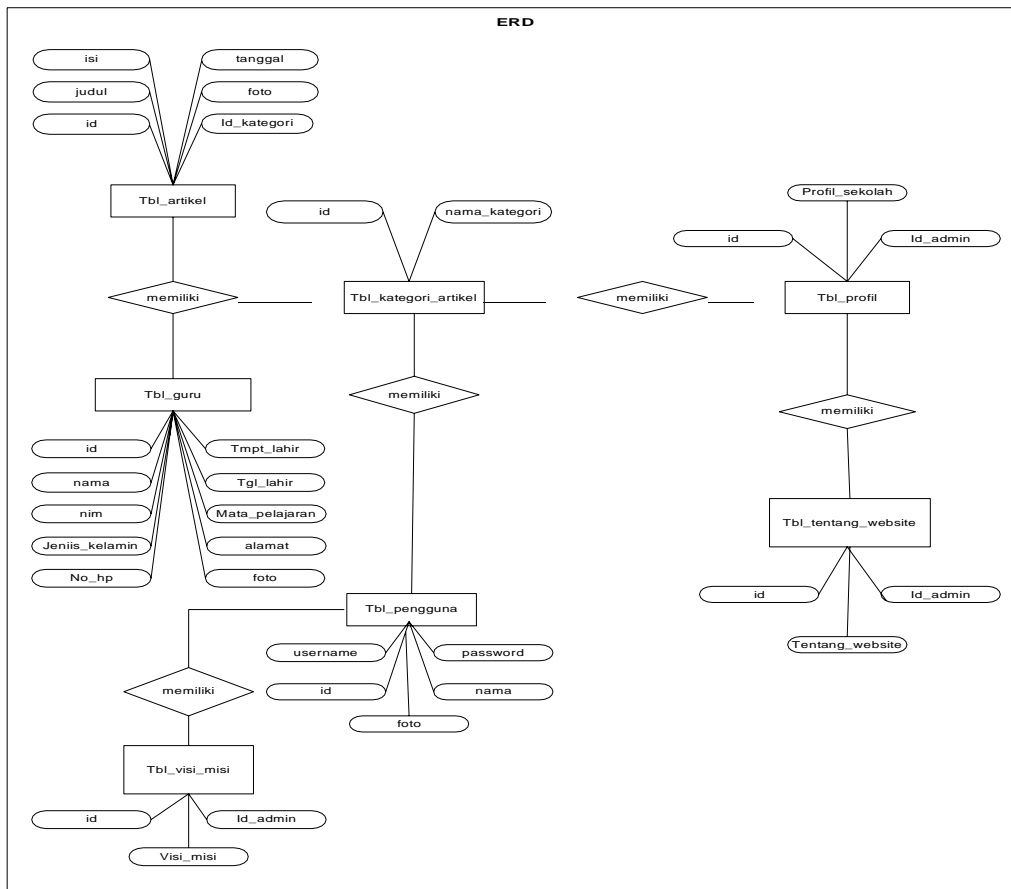 ERD
isi
tanggal
judul
foto
id
Id_kategori
Tbl_artikel
id
nama_kategori
Profil_sekolah
id
Id_admin
memiliki
Tbl_kategori_artikel
memiliki
Tbl_profil
Tbl_guru
memiliki
memiliki
id
Tmpt_lahir
nama
Tgl_lahir
nim
Mata_pelajaran
Jeniis_kelamin
alamat
No_hp
foto
Tbl_tentang_website
id
Id_admin
Tentang_website
Tbl_pengguna
username
password
id
nama
foto
memiliki
Tbl_visi_misi
id
Id_admin
Visi_misi